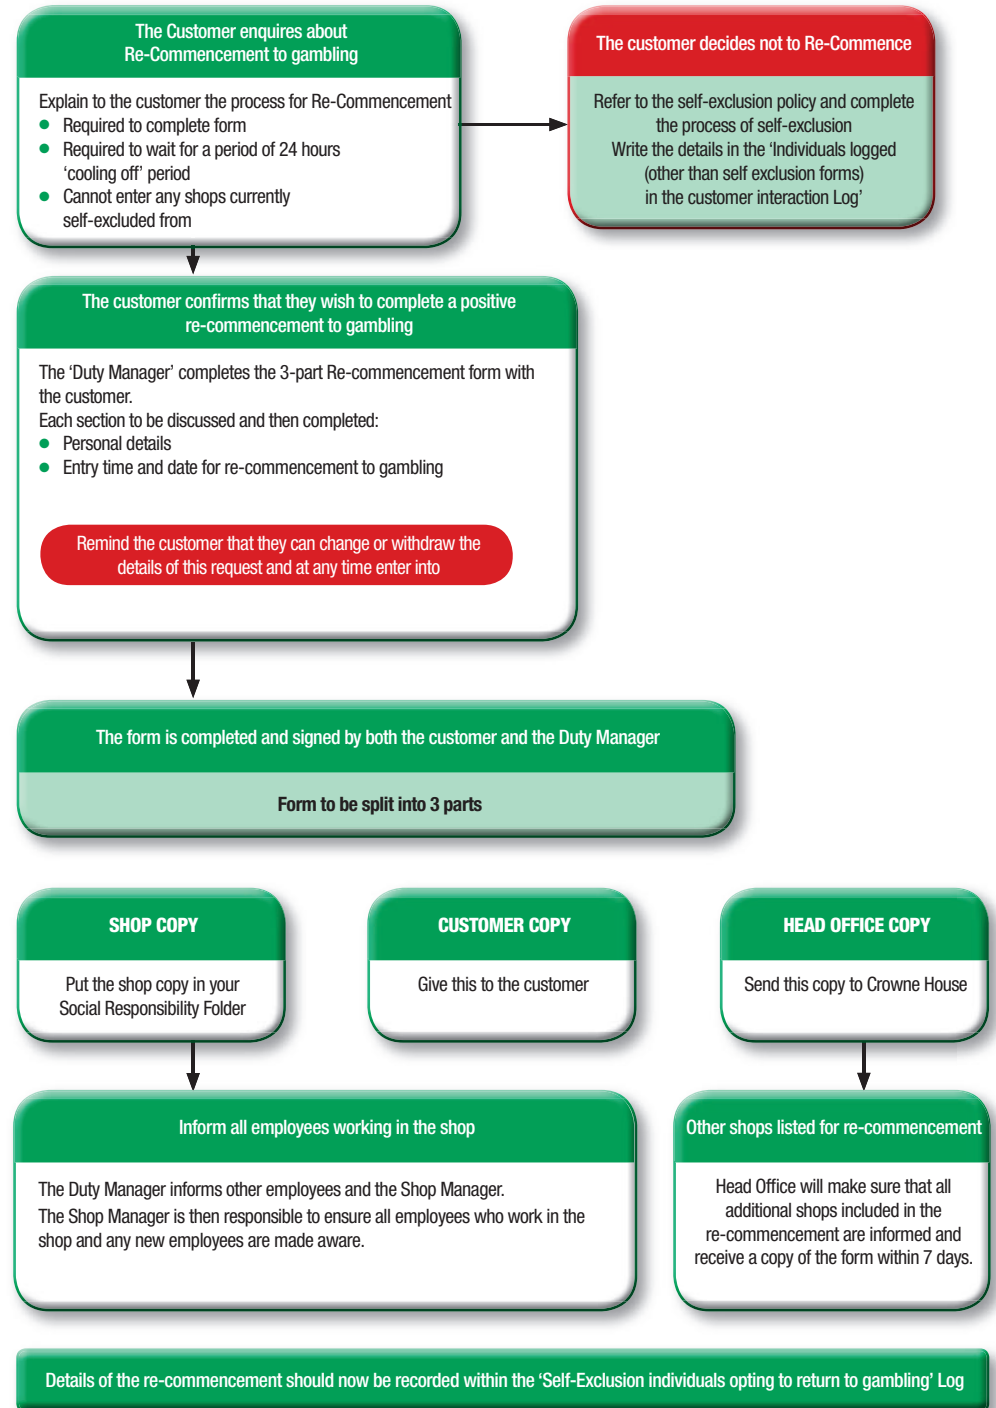 The Customer enquires about
Re-Commencement to gambling
Explain to the customer the process for Re-Commencement
● Required to complete form
● Required to wait for a period of 24 hours
‘cooling off’ period
● Cannot enter any shops currently
self-excluded from
The customer decides not to Re-Commence
Refer to the self-exclusion policy and complete
the process of self-exclusion
Write the details in the ‘Individuals logged
(other than self exclusion forms)
in the customer interaction Log’
The customer confirms that they wish to complete a positive
re-commencement to gambling
The ‘Duty Manager’ completes the 3-part Re-commencement form with
the customer.
Each section to be discussed and then completed:
● Personal details
● Entry time and date for re-commencement to gambling
Remind the customer that they can change or withdraw the
details of this request and at any time enter into
The form is completed and signed by both the customer and the Duty Manager
Form to be split into 3 parts
SHOP COPY
Put the shop copy in your
Social Responsibility Folder
CUSTOMER COPY
Give this to the customer
HEAD OFFICE COPY
Send this copy to Crowne House
Inform all employees working in the shop
The Duty Manager informs other employees and the Shop Manager.
The Shop Manager is then responsible to ensure all employees who work in the
shop and any new employees are made aware.
Other shops listed for re-commencement
Head Office will make sure that all
additional shops included in the
re-commencement are informed and
receive a copy of the form within 7 days.
Details of the re-commencement should now be recorded within the ‘Self-Exclusion individuals opting to return to gambling’ Log